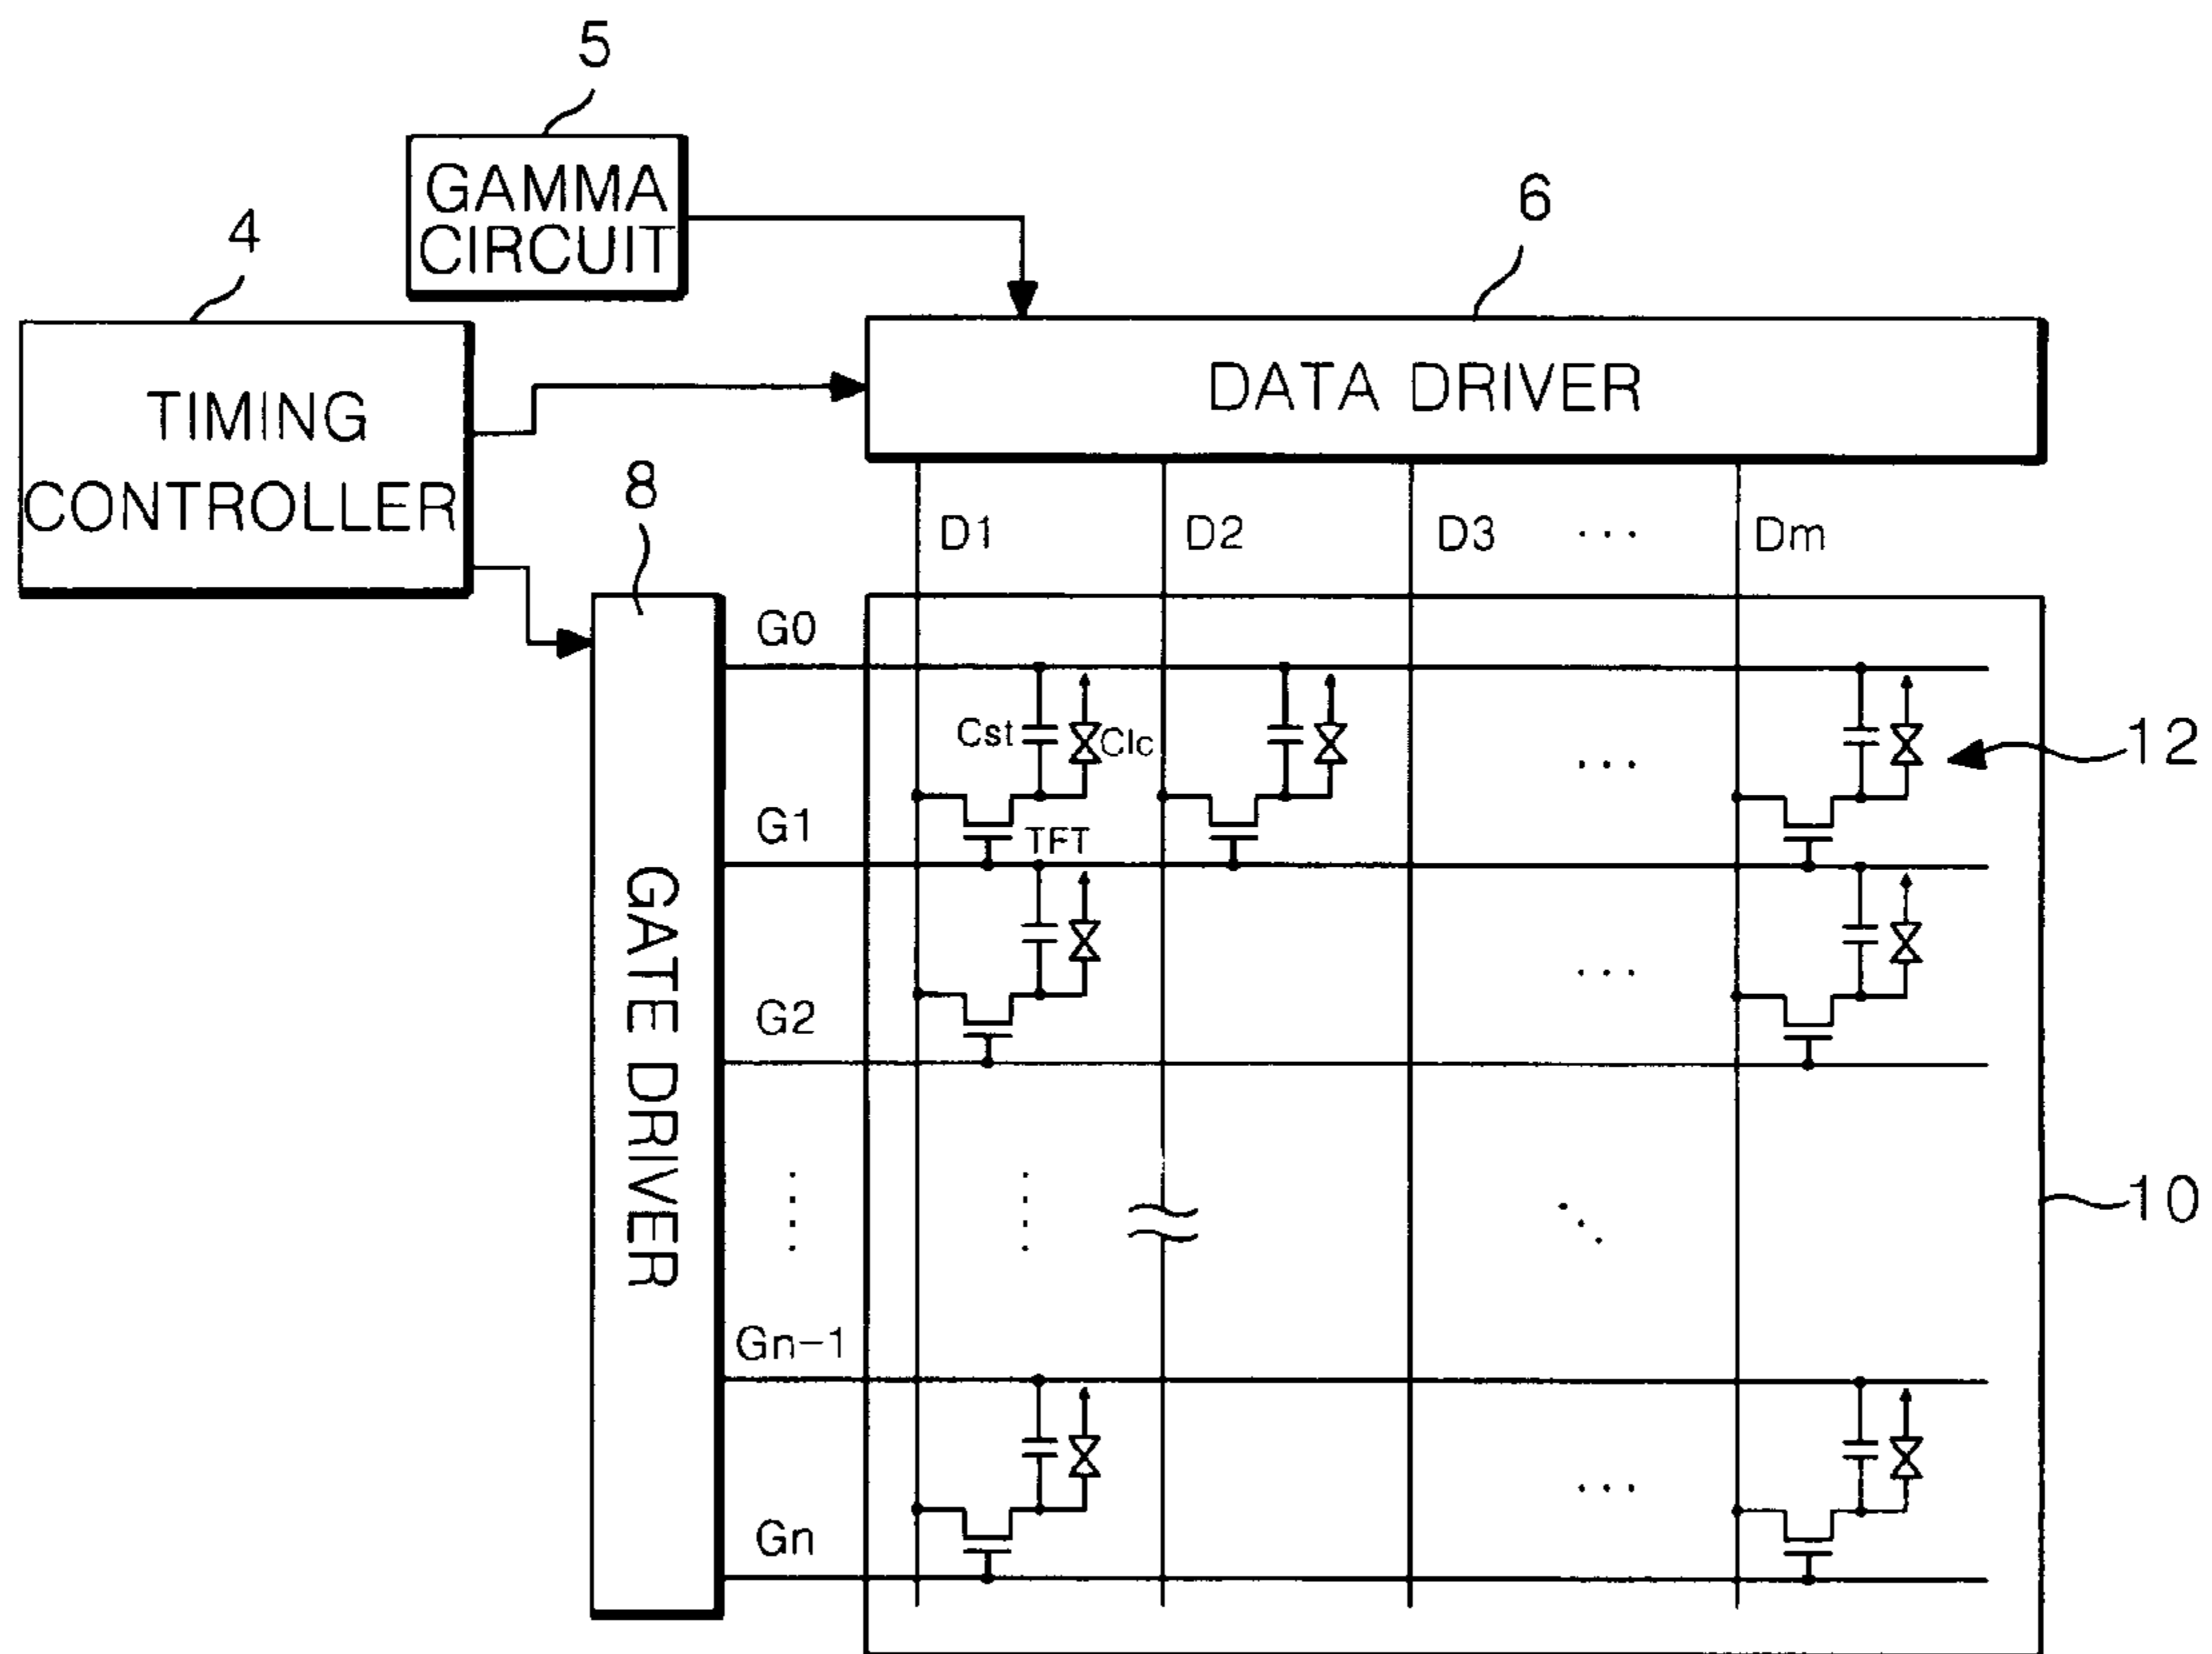 5
GAMMA
CIRCUIT
4
6
TIMING
CONTROLLER
DATA DRIVER
8
D1 D2 D3 ... Dm
G0
Cst Clc
12
G1
TFT
GATE DRIVER
G2
10
Gn-1
Gn